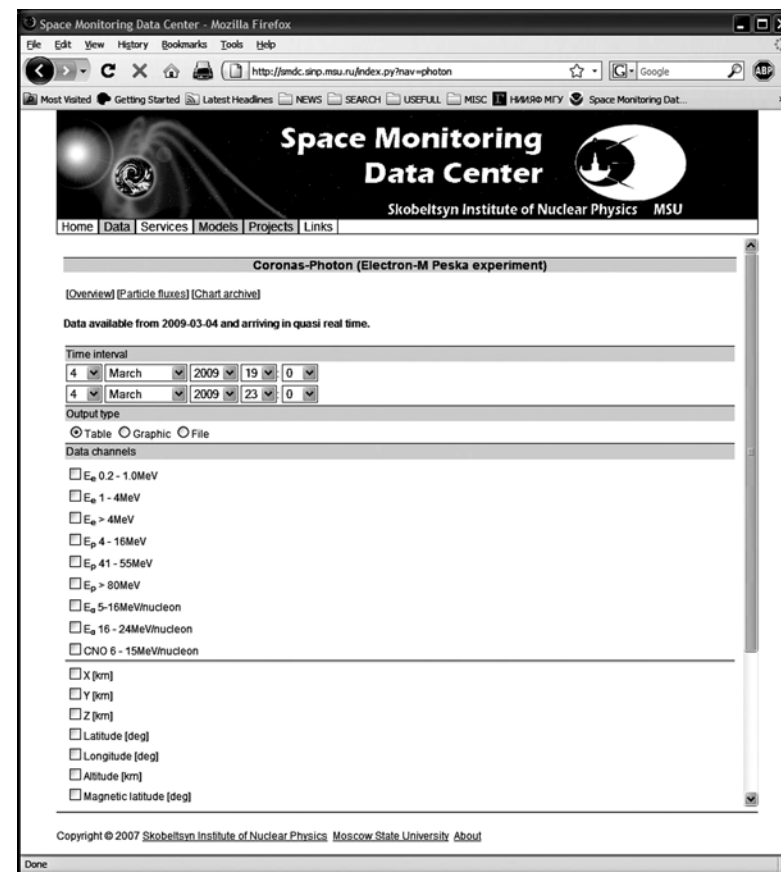 Space Monitoring Data Center - Mozilla Firefox
File Edit View History Bookmarks Tools Help
http://smdc.sinp.msu.ru/index.py?nav=photon
G Google
ABP
Most Visited Getting Started Latest Headlines NEWS SEARCH USEFULL MISC НИИЯФ МГУ Space Monitoring Dat...
Space Monitoring
Data Center
Skobeltsyn Institute of Nuclear Physics MSU
Home Data Services Models Projects Links
Coronas-Photon (Electron-M Peska experiment)
[Overview] [Particle fluxes] [Chart archive]
Data available from 2009-03-04 and arriving in quasi real time.
Time interval
4 March 2009 19 : 0
4 March 2009 23 : 0
Output type
Table Graphic File
Data channels
Ee 0.2 - 1.0MeV
Ee 1 - 4MeV
Ee > 4MeV
Ep 4 - 16MeV
Ep 41 - 55MeV
Ep > 80MeV
Ea 5-16MeV/nucleon
Ea 16 - 24MeV/nucleon
CNO 6 - 15MeV/nucleon
X [km]
Y [km]
Z [km]
Latitude [deg]
Longitude [deg]
Altitude [km]
Magnetic latitude [deg]
Copyright © 2007 Skobeltsyn Institute of Nuclear Physics Moscow State University About
Done